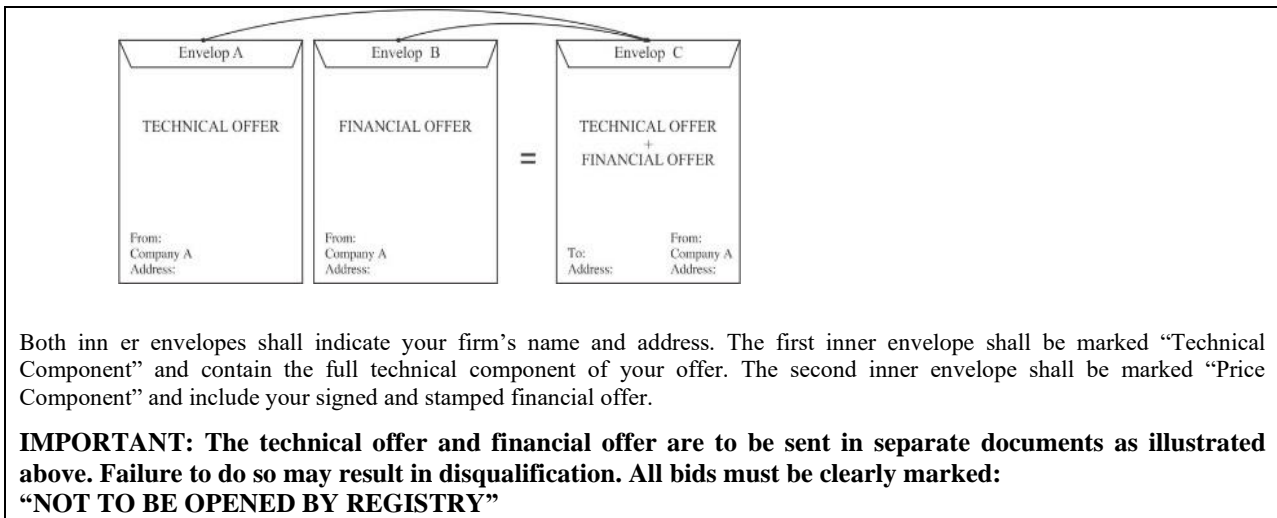 Envelop A
Envelop B
Envelop C
TECHNICAL OFFER
FINANCIAL OFFER
=
TECHNICAL OFFER
+
FINANCIAL OFFER
From:
Company A
Address:
From:
Company A
Address:
To:
Address:
From:
Company A
Address:
Both inn er envelopes shall indicate your firm’s name and address. The first inner envelope shall be marked “Technical
Component” and contain the full technical component of your offer. The second inner envelope shall be marked “Price
Component” and include your signed and stamped financial offer.
IMPORTANT: The technical offer and financial offer are to be sent in separate documents as illustrated
above. Failure to do so may result in disqualification. All bids must be clearly marked:
“NOT TO BE OPENED BY REGISTRY”